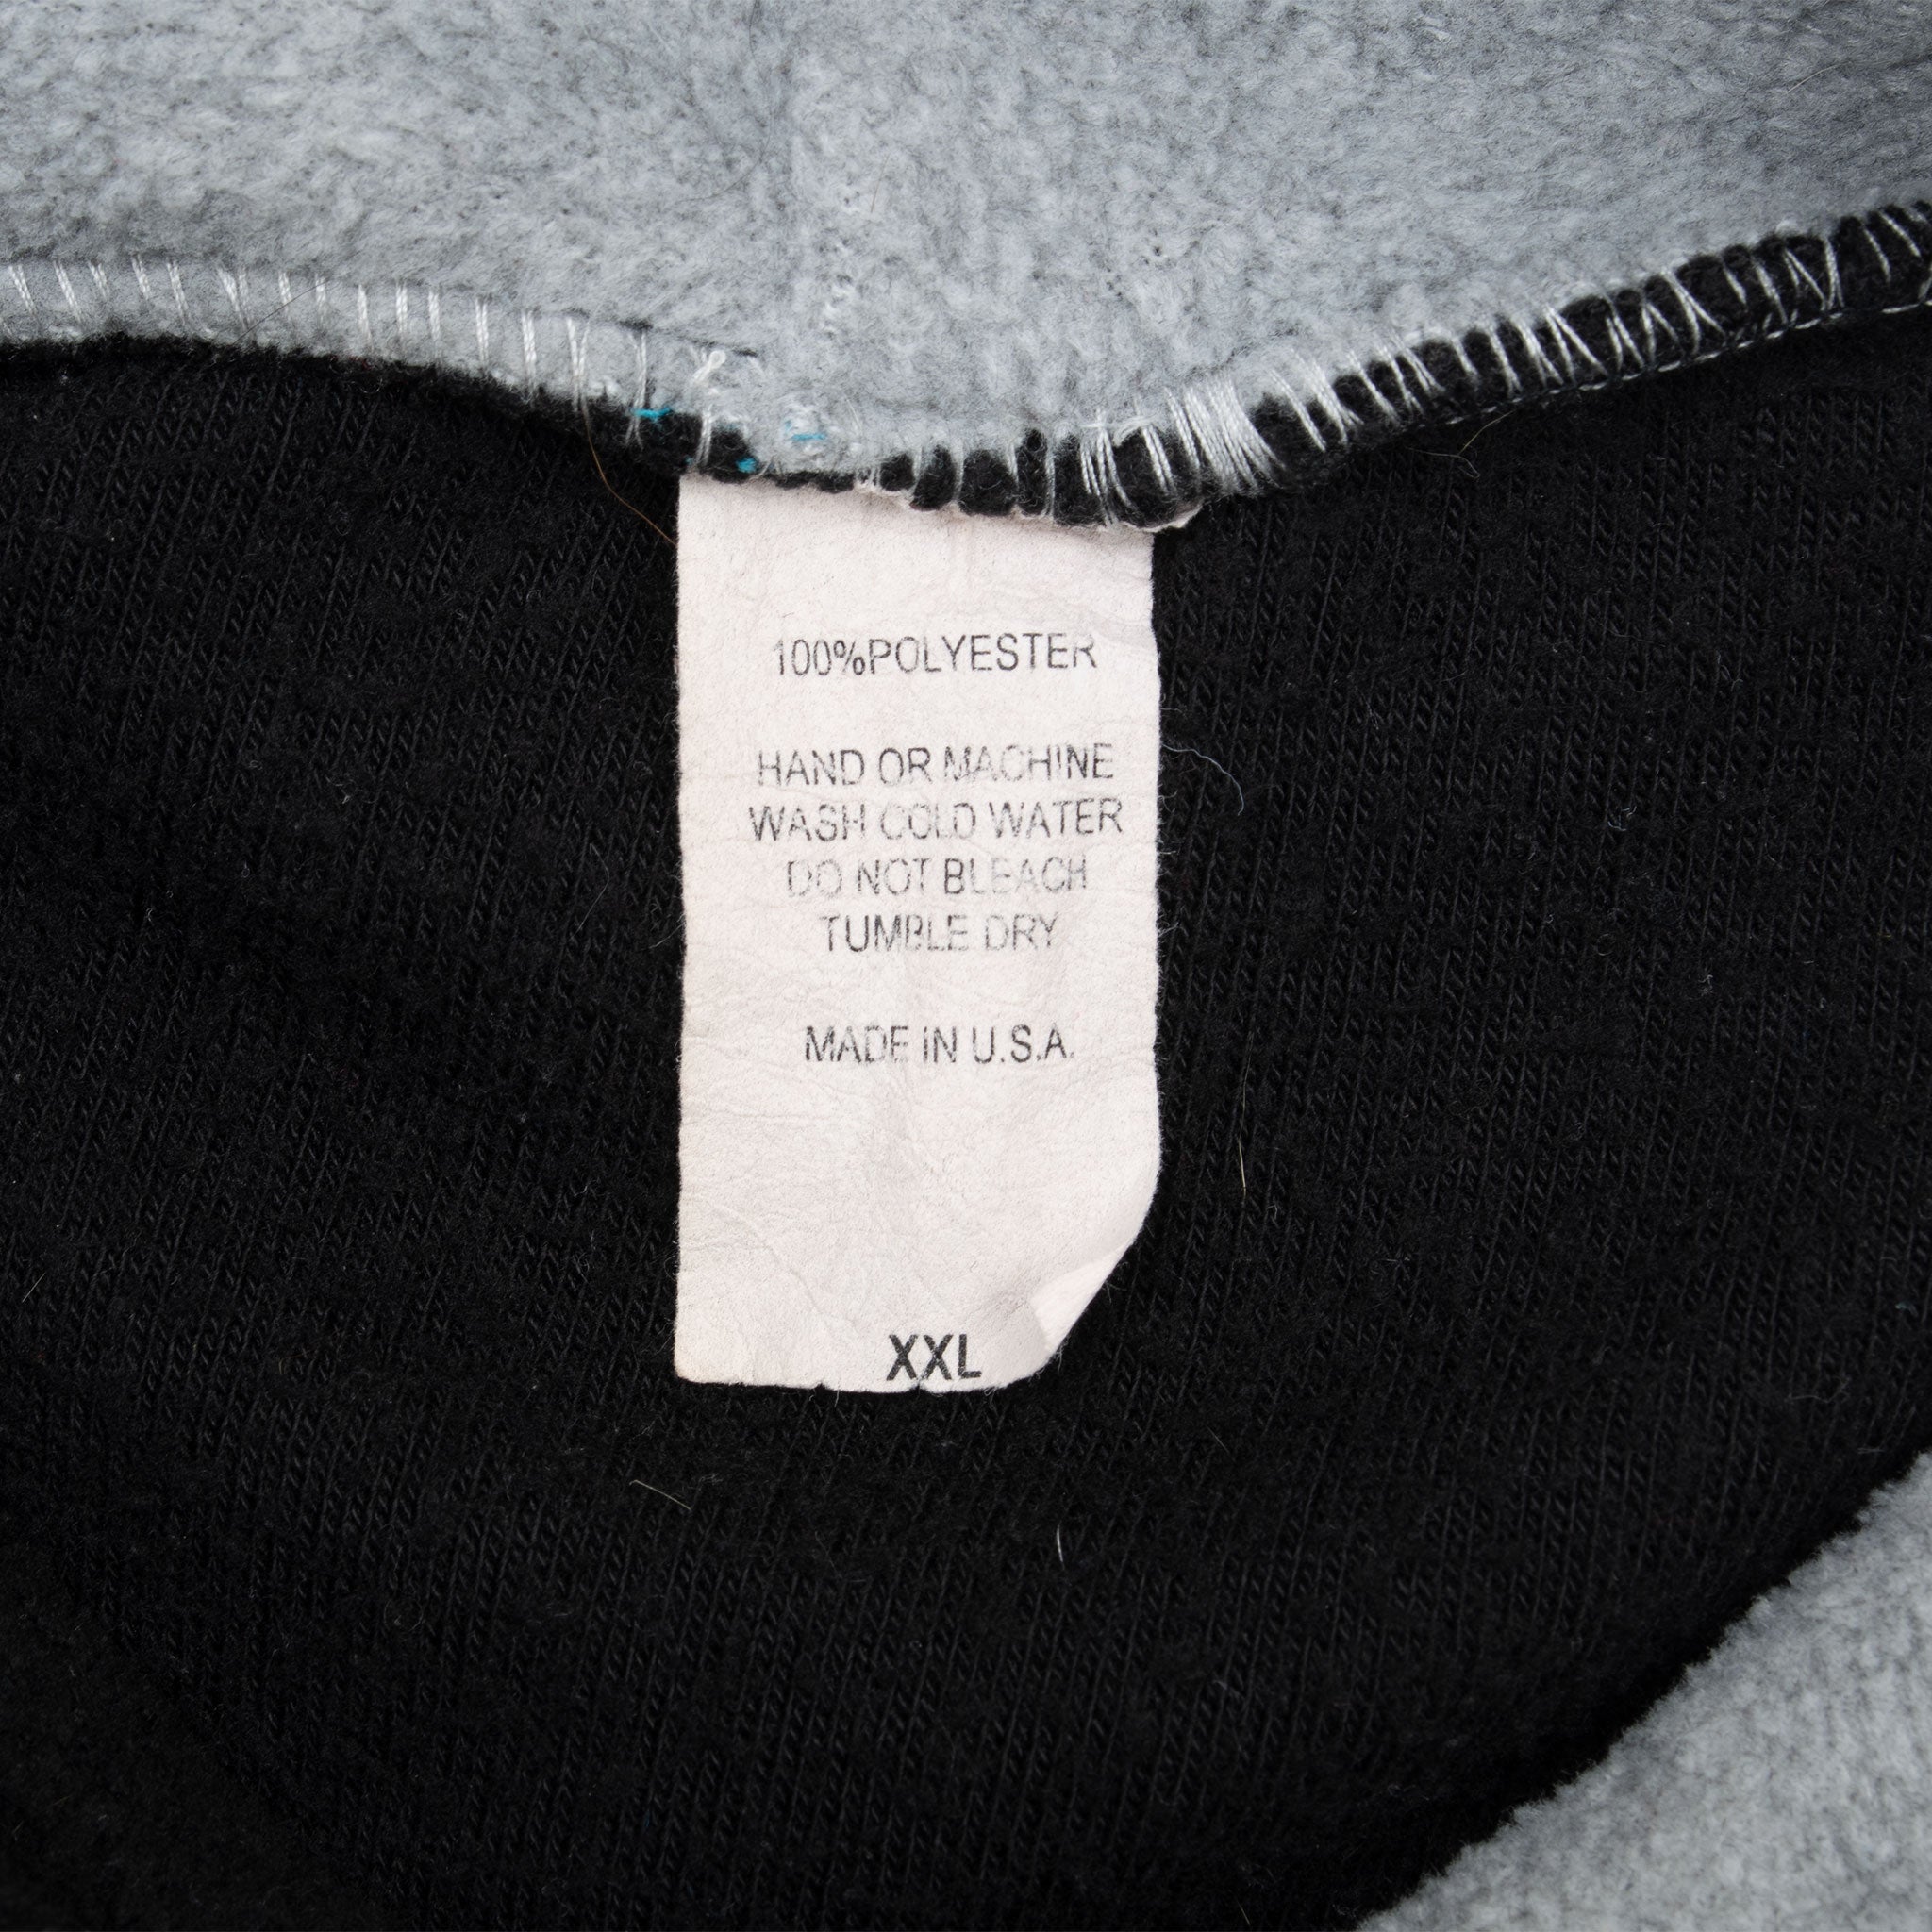 100%POLYESTER
HAND OR MACHINE
WASH COLD WATER
DO NOT BLEACH
TUMBLE DRY
MADE IN U.S.A.
XXL